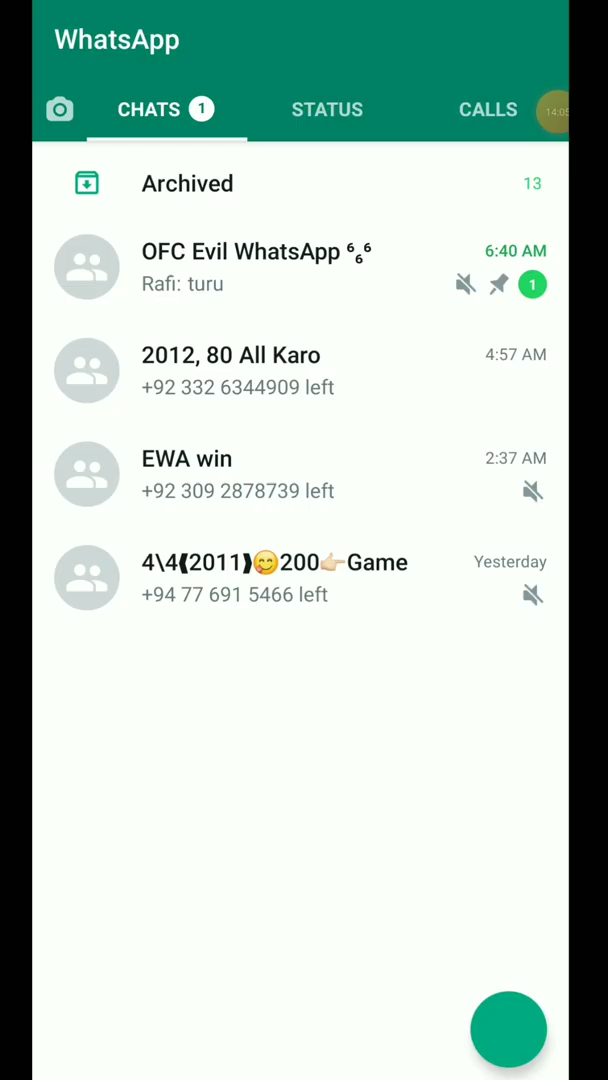 WhatsApp
CHATS 1 STATUS CALLS 14:05
Archived 13
OFC Evil WhatsApp ⁶₆⁶ 6:40 AM
Rafi: turu 1
2012, 80 All Karo 4:57 AM
+92 332 6344909 left
EWA win 2:37 AM
+92 309 2878739 left
4\4⦗2011⦘😋200👉🏻Game Yesterday
+94 77 691 5466 left